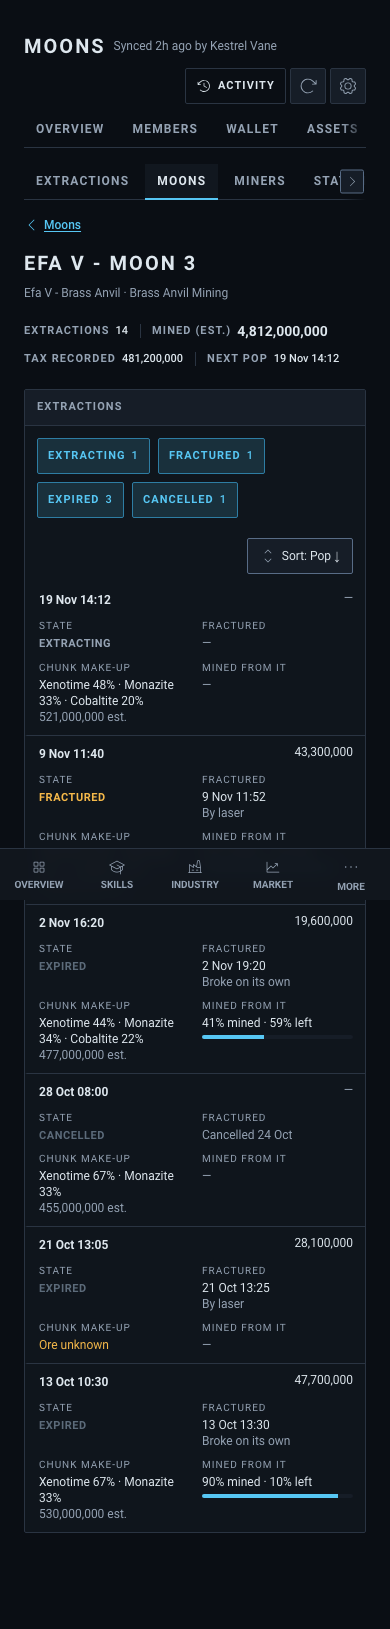 MOONS Synced 2h ago by Kestrel Vane
ACTIVITY
OVERVIEW MEMBERS WALLET ASSETS
EXTRACTIONS MOONS MINERS
Moons
EFA V - MOON 3
Efa V - Brass Anvil · Brass Anvil Mining
EXTRACTIONS 14 MINED (EST.) 4,812,000,000
TAX RECORDED 481,200,000 NEXT POP 19 Nov 14:12
EXTRACTIONS
EXTRACTING 1 FRACTURED 1
EXPIRED 3 CANCELLED 1
Sort: Pop ↓
19 Nov 14:12 —
STATE FRACTURED
EXTRACTING —
CHUNK MAKE-UP MINED FROM IT
Xenotime 48% · Monazite —
33% · Cobaltite 20%
521,000,000 est.
9 Nov 11:40 43,300,000
STATE FRACTURED
FRACTURED 9 Nov 11:52
By laser
CHUNK MAKE-UP MINED FROM IT
OVERVIEW SKILLS INDUSTRY MARKET MORE
2 Nov 16:20 19,600,000
STATE FRACTURED
EXPIRED 2 Nov 19:20
Broke on its own
CHUNK MAKE-UP MINED FROM IT
Xenotime 44% · Monazite 41% mined · 59% left
34% · Cobaltite 22%
477,000,000 est.
28 Oct 08:00 —
STATE FRACTURED
CANCELLED Cancelled 24 Oct
CHUNK MAKE-UP MINED FROM IT
Xenotime 67% · Monazite —
33%
455,000,000 est.
21 Oct 13:05 28,100,000
STATE FRACTURED
EXPIRED 21 Oct 13:25
By laser
CHUNK MAKE-UP MINED FROM IT
Ore unknown —
13 Oct 10:30 47,700,000
STATE FRACTURED
EXPIRED 13 Oct 13:30
Broke on its own
CHUNK MAKE-UP MINED FROM IT
Xenotime 67% · Monazite 90% mined · 10% left
33%
530,000,000 est.